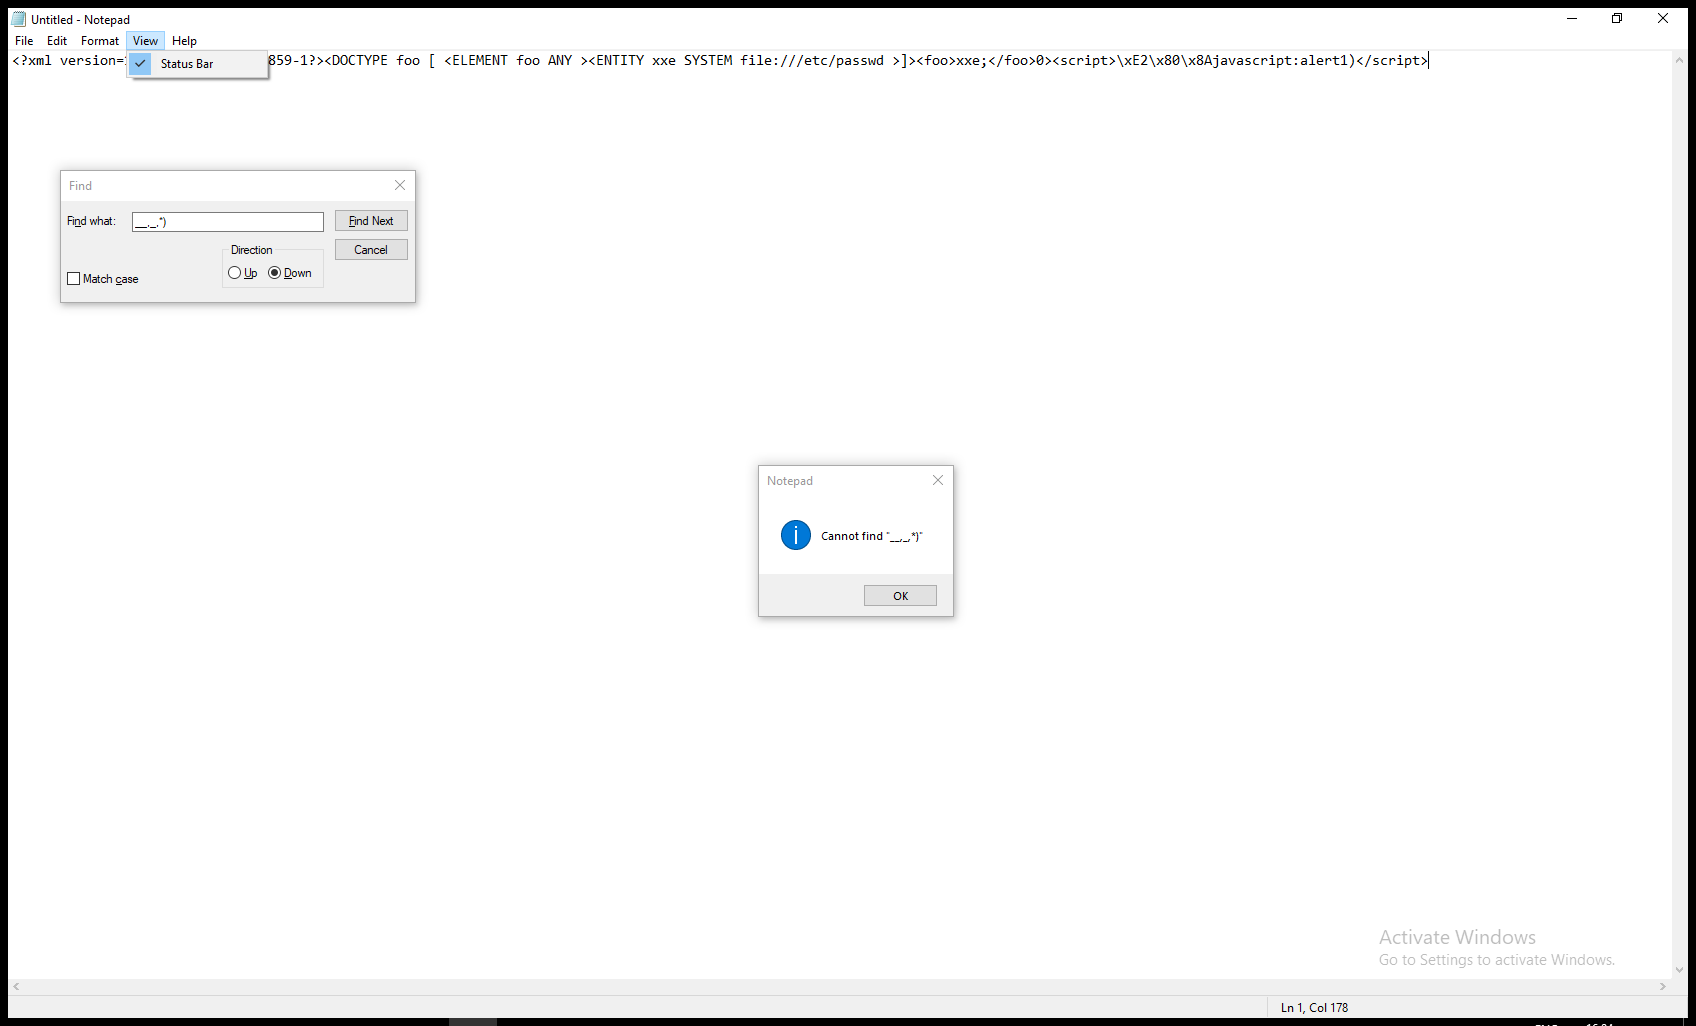 Untitled - Notepad
File Edit Format View Help
Status Bar
<?xml version= 859-1?><DOCTYPE foo [ <ELEMENT foo ANY ><ENTITY xxe SYSTEM file:///etc/passwd >]><foo>xxe;</foo>0><script>\xE2\x80\x8Ajavascript:alert1)</script>
Find
Find what: __,_,*) Find Next
Direction Cancel
Up Down
Match case
Notepad
Cannot find "__,_,*)"
OK
Activate Windows
Go to Settings to activate Windows.
Ln 1, Col 178